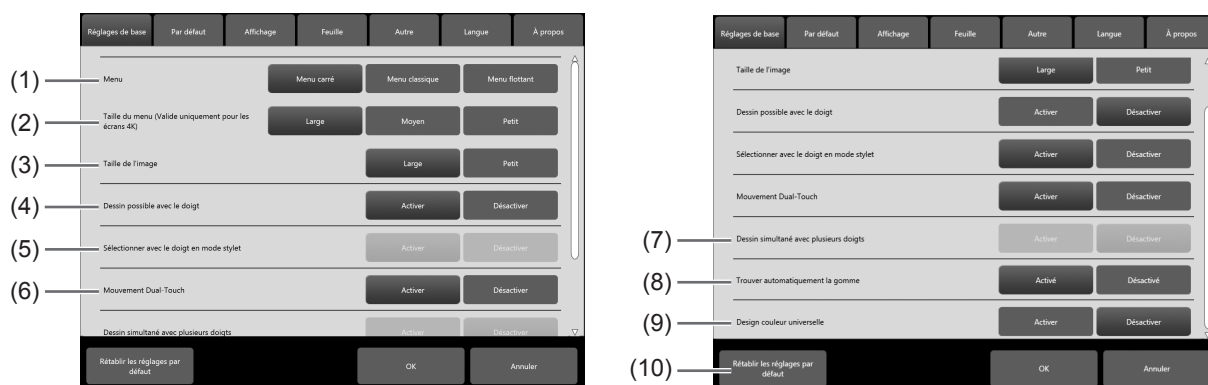 Réglages de base Par défaut Affichage Feuille Autre Langue À propos
(1) Menu Menu carré Menu classique Menu flottant
(2) Taille du menu (Valide uniquement pour les
écrans 4K) Large Moyen Petit
(3) Taille de l'image Large Petit
(4) Dessin possible avec le doigt Activer Désactiver
(5) Sélectionner avec le doigt en mode stylet Activer Désactiver
(6) Mouvement Dual-Touch Activer Désactiver
Dessin simultané avec plusieurs doigts Activer Désactiver
Rétablir les réglages par
défaut OK Annuler
Réglages de base Par défaut Affichage Feuille Autre Langue À propos
Taille de l'image Large Petit
Dessin possible avec le doigt Activer Désactiver
Sélectionner avec le doigt en mode stylet Activer Désactiver
Mouvement Dual-Touch Activer Désactiver
(7) Dessin simultané avec plusieurs doigts Activer Désactiver
(8) Trouver automatiquement la gomme Activé Désactivé
(9) Design couleur universelle Activer Désactiver
(10) Rétablir les réglages par
défaut OK Annuler